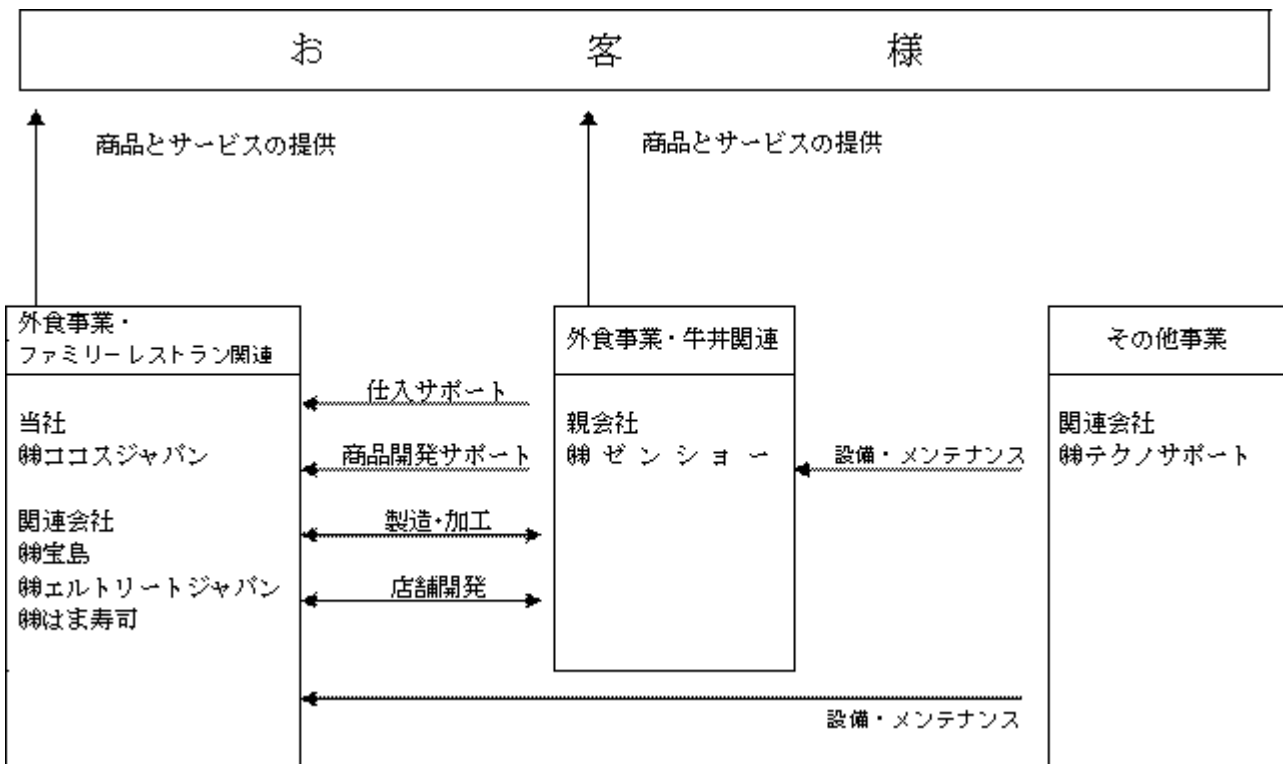 お客様
商品とサービスの提供
商品とサービスの提供
外食事業・
ファミリーレストラン関連
当社
㈱ココスジャパン
関連会社
㈱宝島
㈱エルトリートジャパン
㈱はま寿司
仕入サポート
商品開発サポート
製造・加工
店舗開発
外食事業・牛丼関連
親会社
㈱ゼンショー
設備・メンテナンス
その他事業
関連会社
㈱テクノサポート
設備・メンテナンス